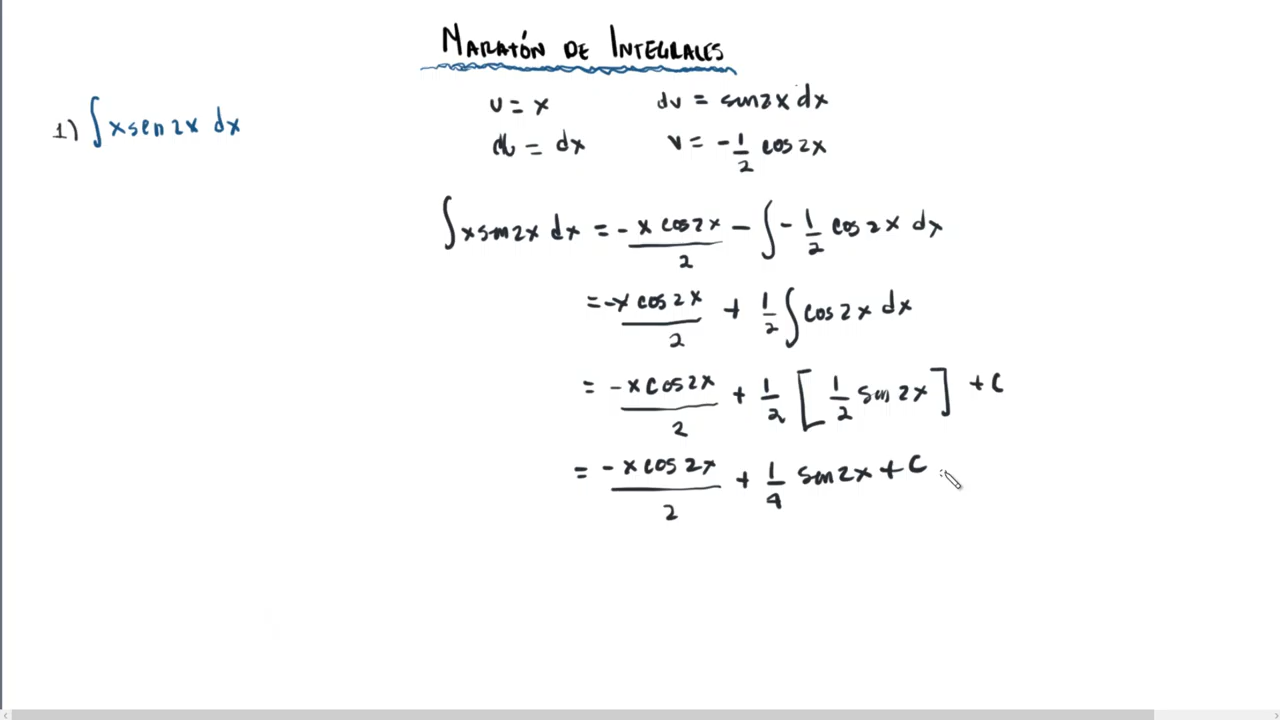 MARATÓN DE INTEGRALES
1) ∫ x sen 2x dx
u = x dv = sen 2x dx
du = dx v = - 1/2 cos 2x
∫ x sen 2x dx = - x cos 2x / 2 - ∫ - 1/2 cos 2x dx
= - x cos 2x / 2 + 1/2 ∫ cos 2x dx
= - x cos 2x / 2 + 1/2 [ 1/2 sen 2x ] + C
= - x cos 2x / 2 + 1/4 sen 2x + C